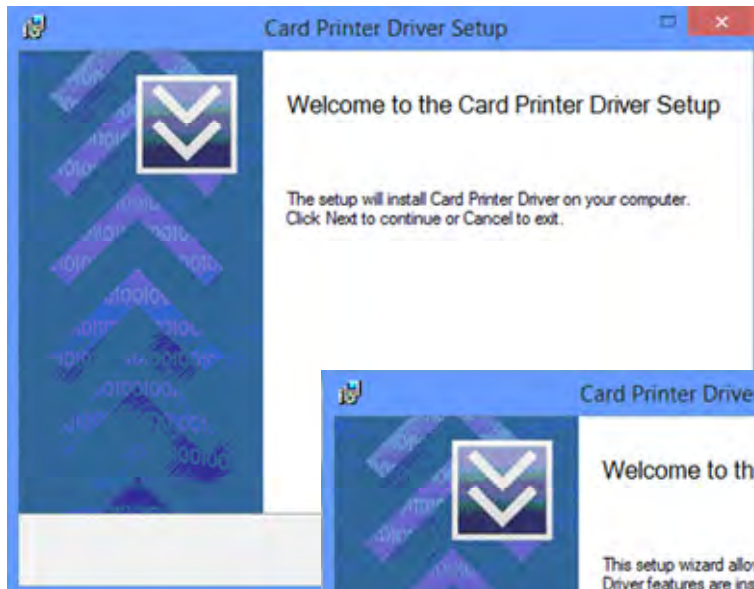 Card Printer Driver Setup
Welcome to the Card Printer Driver Setup
The setup will install Card Printer Driver on your computer.
Click Next to continue or Cancel to exit.
Card Printer Drive
Welcome to th
This setup wizard allow
Driver features are ins